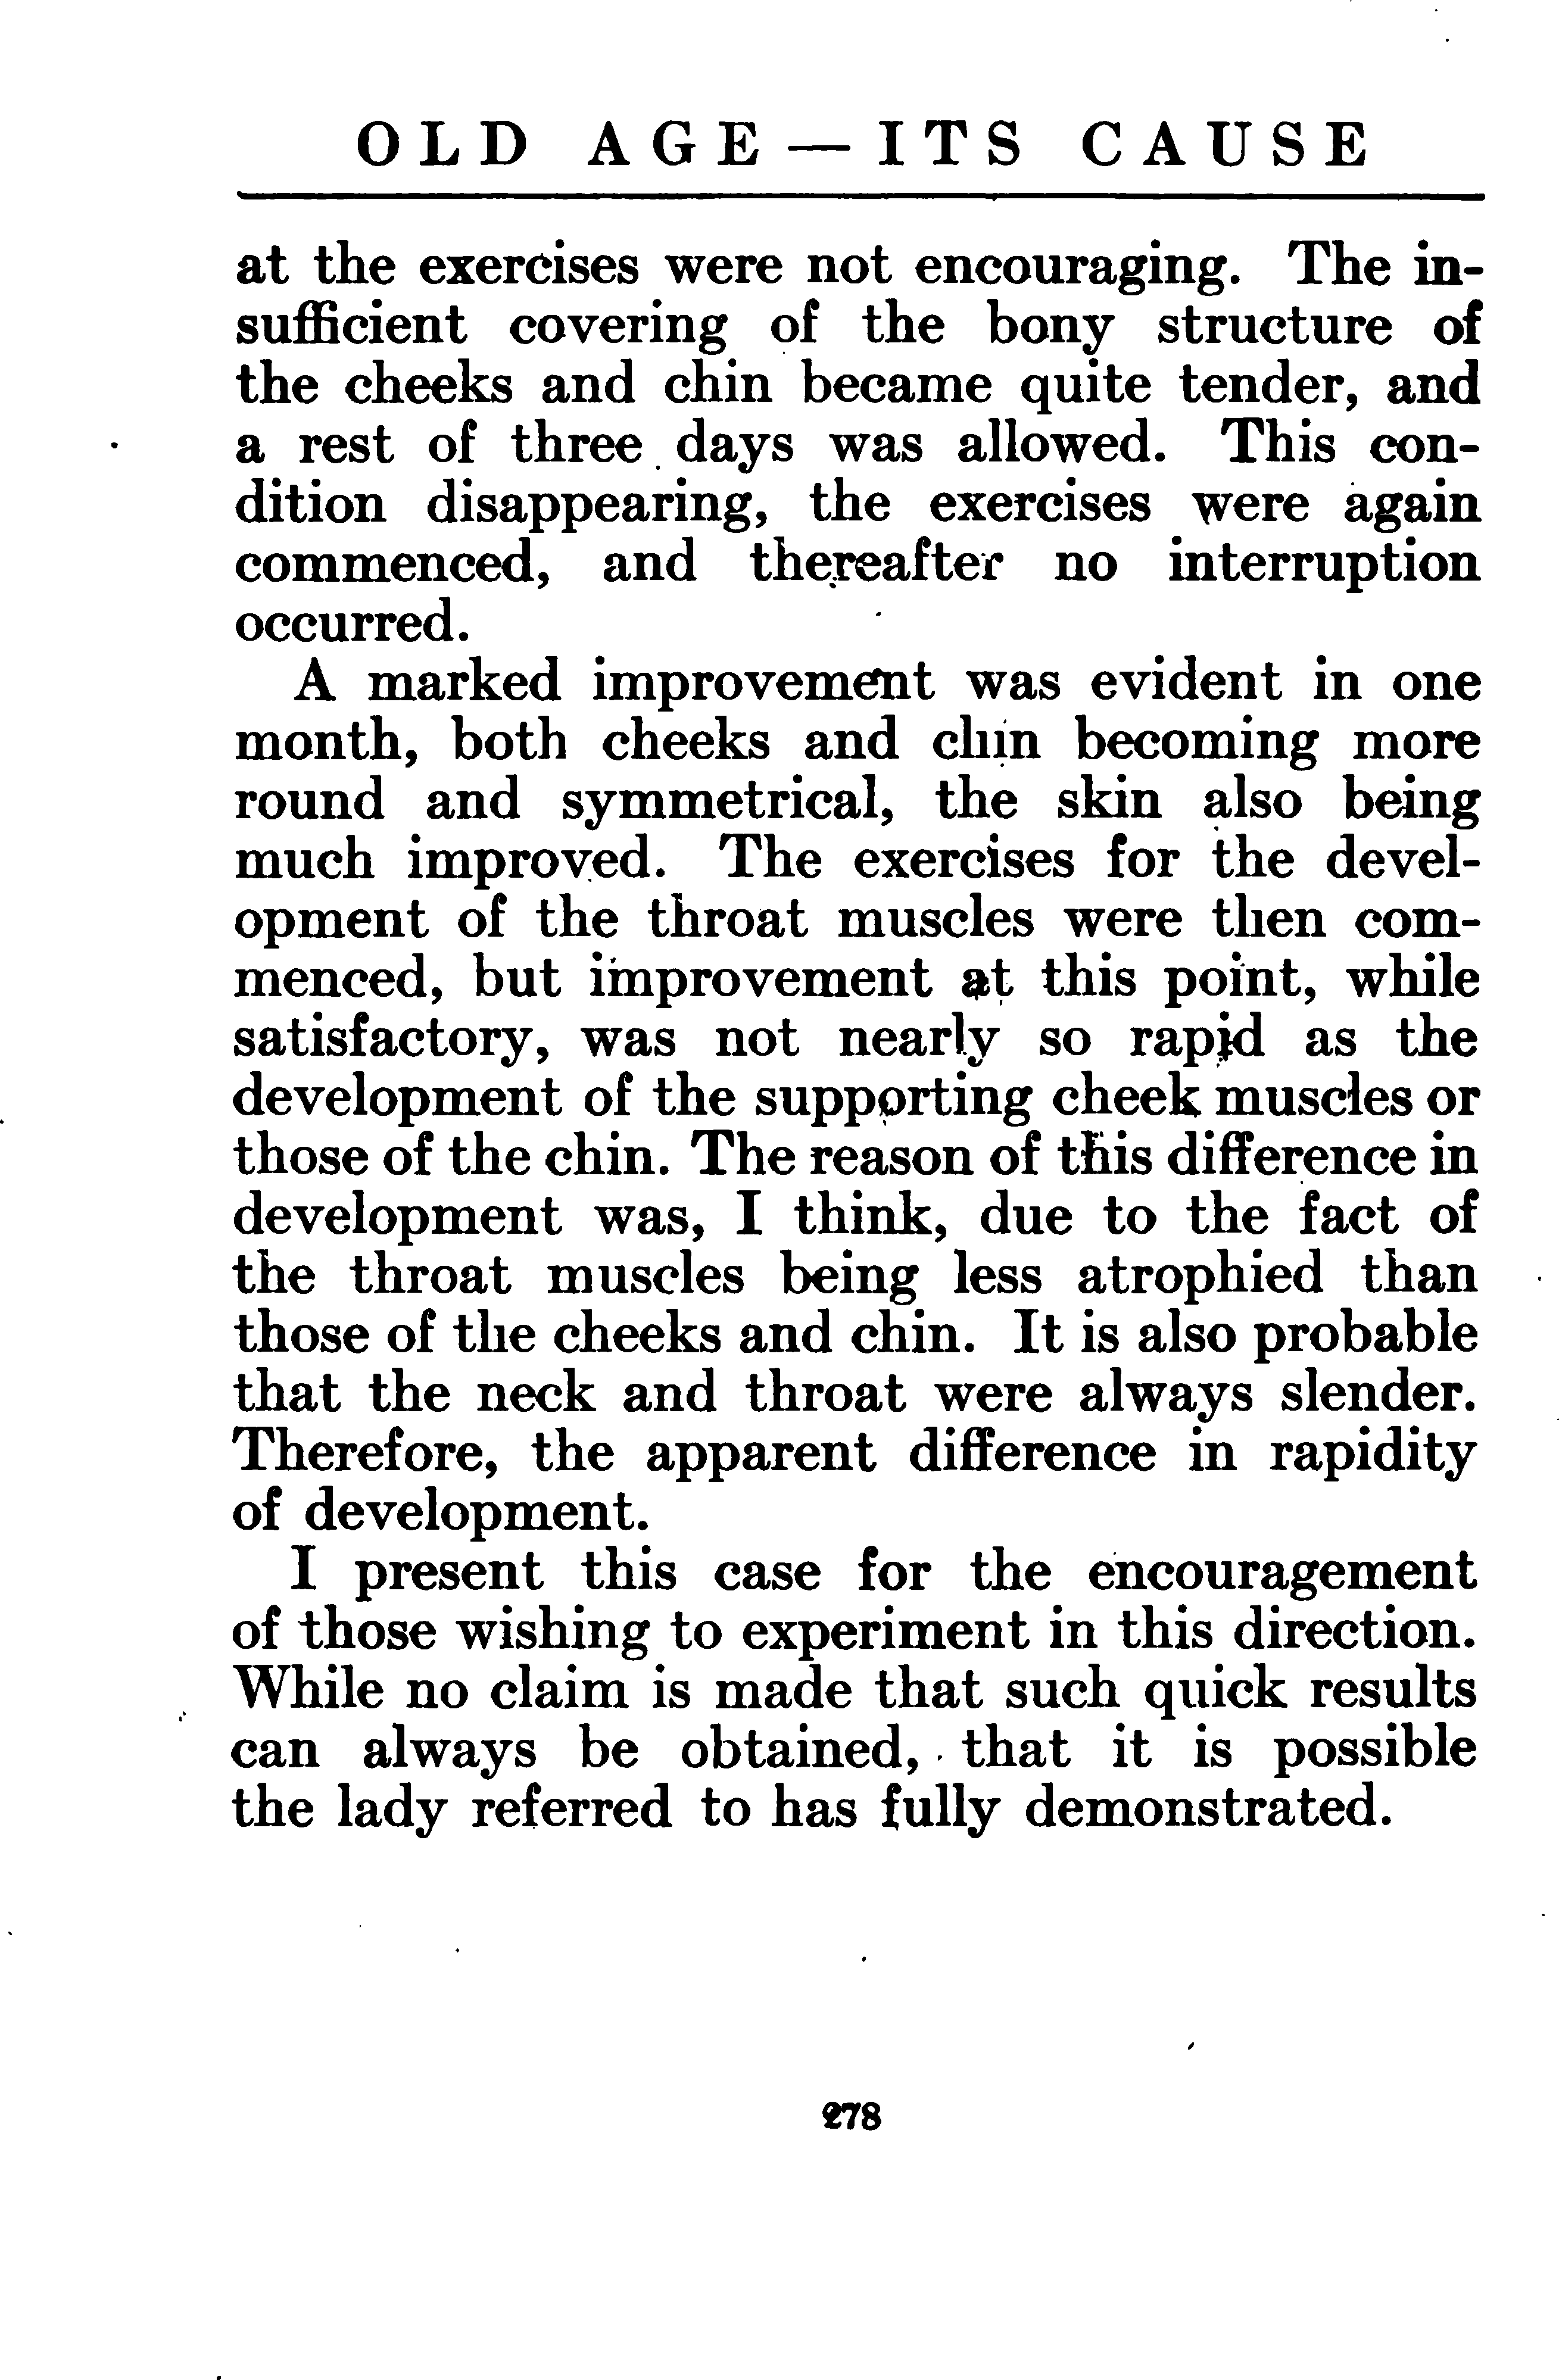 OLD AGE—ITS CAUSE
at the exercises were not encouraging. The in-
sufficient covering of the bony structure of
the cheeks and chin became quite tender, and
a rest of three days was allowed. This con-
dition disappearing, the exercises were again
commenced, and thereafter no interruption
occurred.
A marked improvement was evident in one
month, both cheeks and chin becoming more
round and symmetrical, the skin also being
much improved. The exercises for the devel-
opment of the throat muscles were then com-
menced, but improvement at this point, while
satisfactory, was not nearly so rapid as the
development of the supporting cheek muscles or
those of the chin. The reason of this difference in
development was, I think, due to the fact of
the throat muscles being less atrophied than
those of the cheeks and chin. It is also probable
that the neck and throat were always slender.
Therefore, the apparent difference in rapidity
of development.
I present this case for the encouragement
of those wishing to experiment in this direction.
While no claim is made that such quick results
can always be obtained, that it is possible
the lady referred to has fully demonstrated.
278